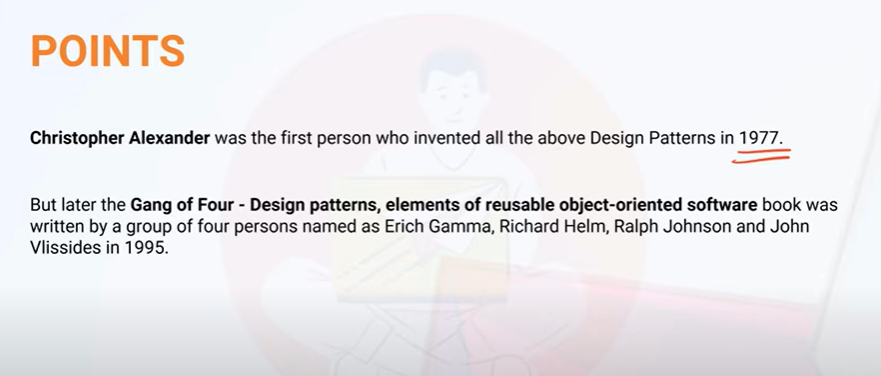 POINTS
Christopher Alexander was the first person who invented all the above Design Patterns in 1977.
But later the Gang of Four - Design patterns, elements of reusable object-oriented software book was
written by a group of four persons named as Erich Gamma, Richard Helm, Ralph Johnson and John
Vlissides in 1995.